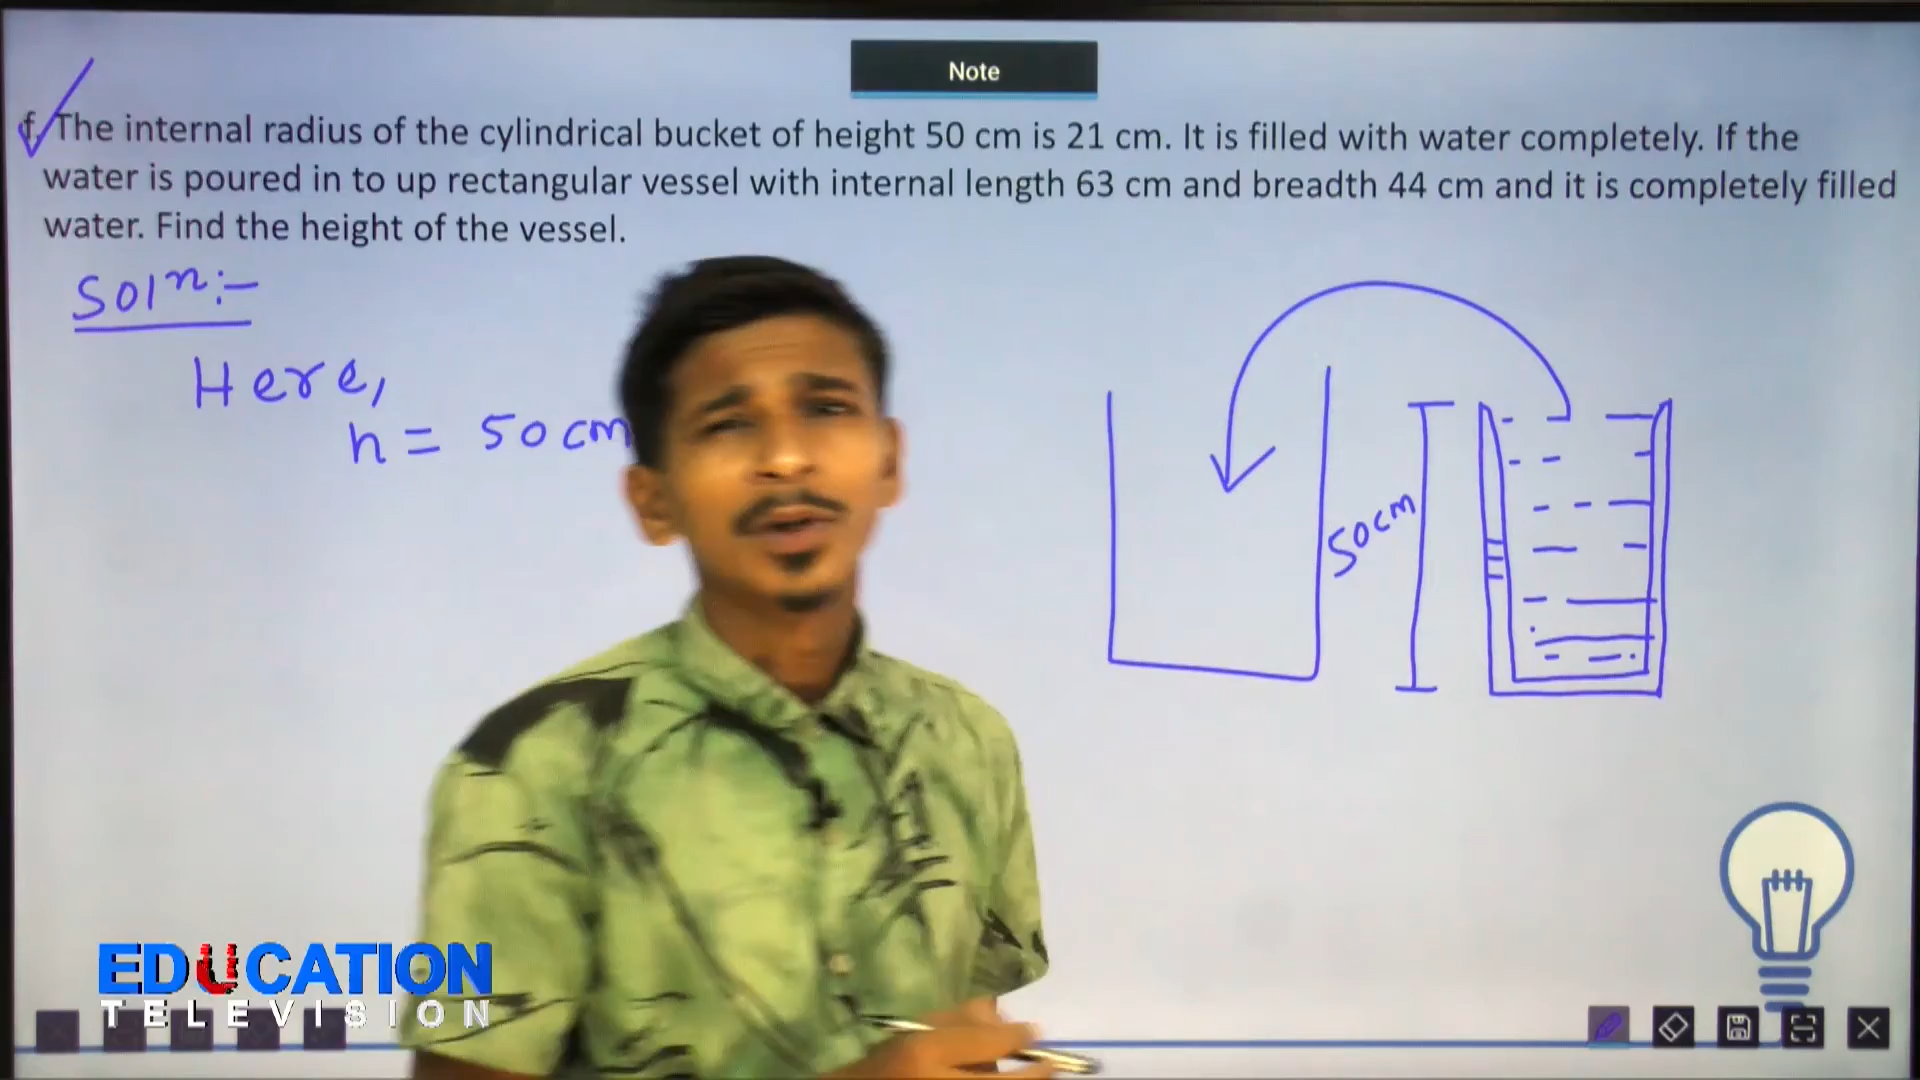 Note
f. The internal radius of the cylindrical bucket of height 50 cm is 21 cm. It is filled with water completely. If the
water is poured in to up rectangular vessel with internal length 63 cm and breadth 44 cm and it is completely filled
water. Find the height of the vessel.
Solⁿ:-
Here,
h = 50 cm
50cm
EDUCATION
TELEVISION